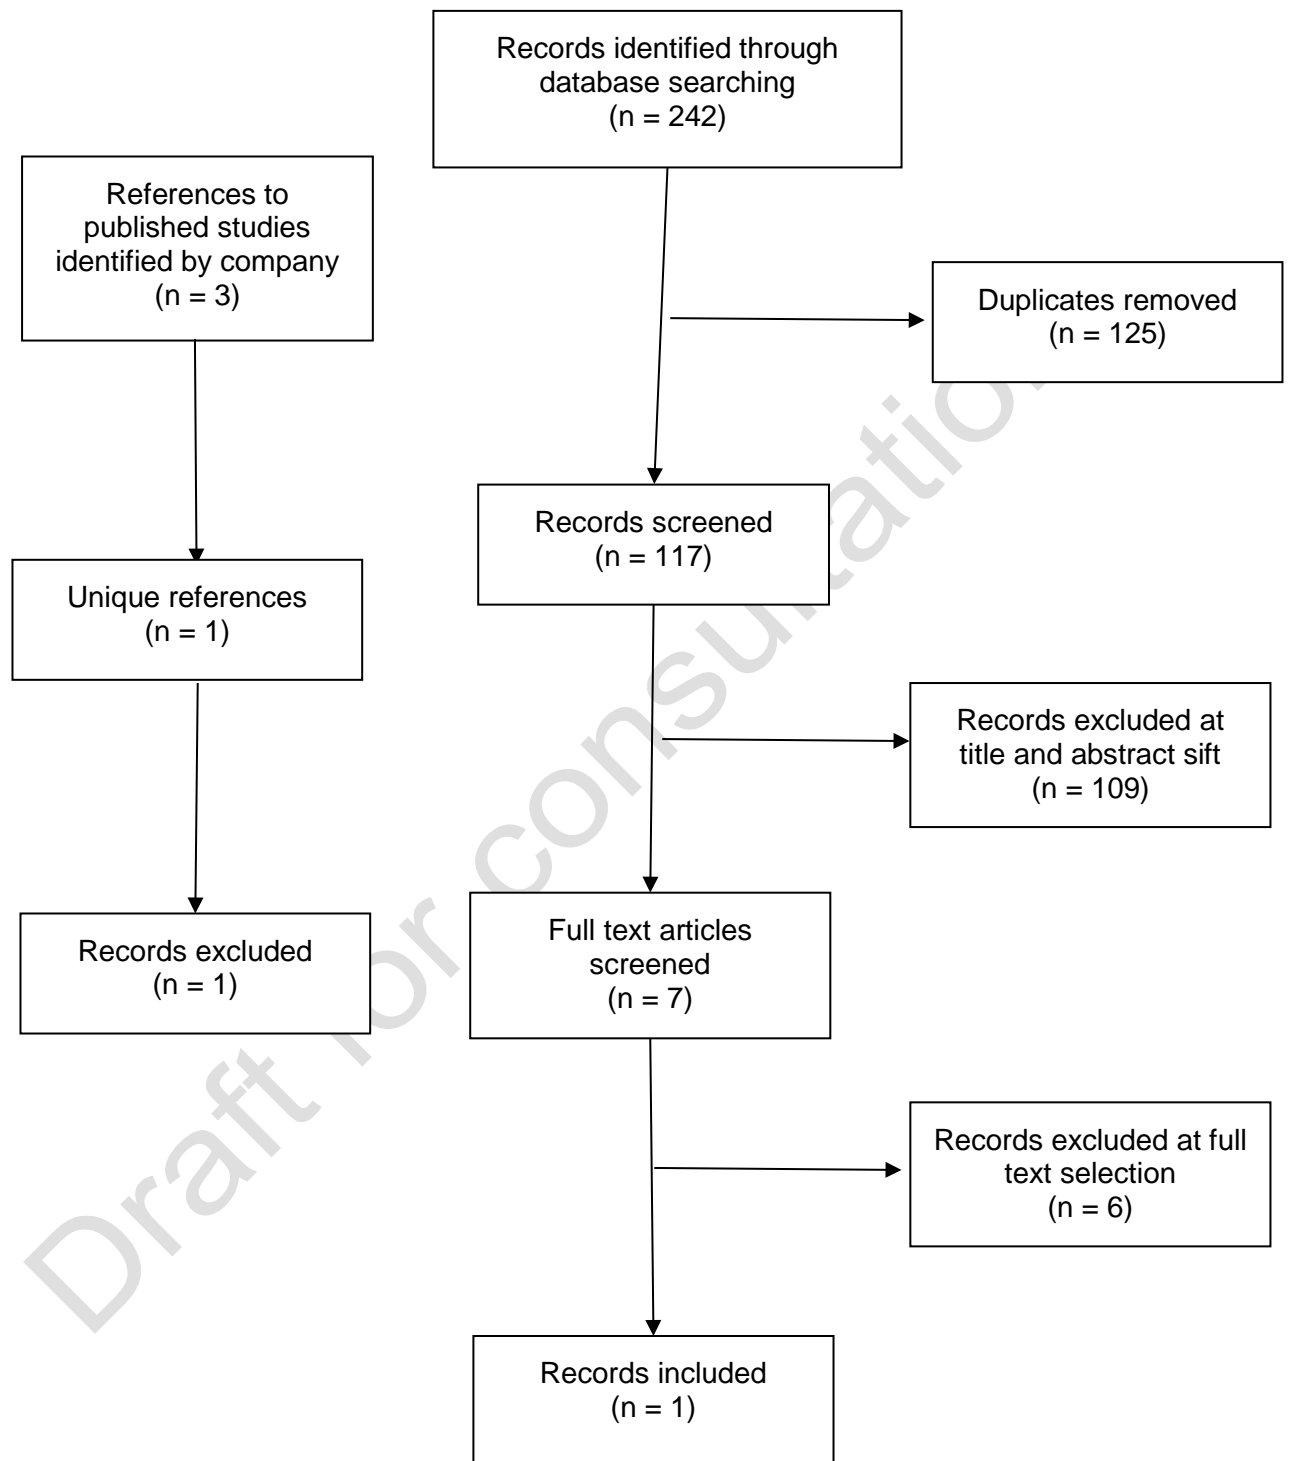 Records identified through
database searching
(n = 242)
References to
published studies
identified by company
(n = 3)
Duplicates removed
(n = 125)
Records screened
(n = 117)
Unique references
(n = 1)
Records excluded at
title and abstract sift
(n = 109)
Full text articles
screened
(n = 7)
Records excluded
(n = 1)
Records excluded at full
text selection
(n = 6)
Records included
(n = 1)
Draft for consultation